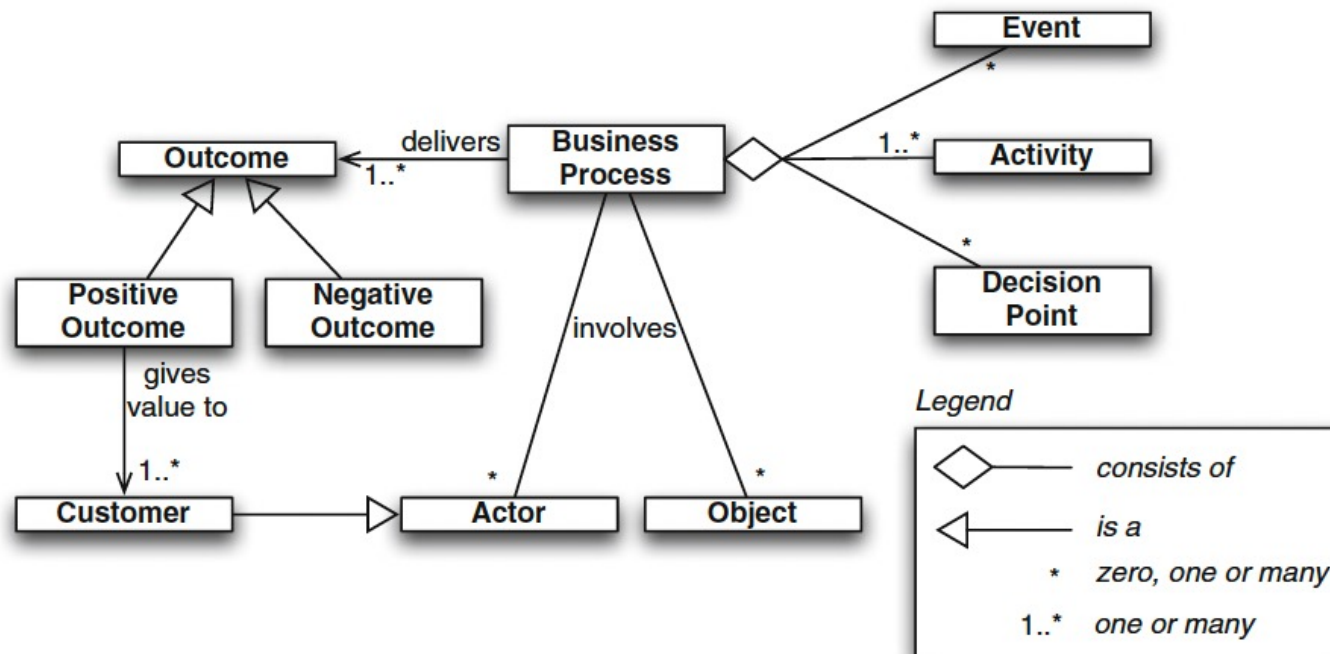 Event
*
delivers
Business
Process
1..*
Activity
Outcome
1..*
*
Decision
Point
Positive
Outcome
Negative
Outcome
involves
gives
value to
Legend
1..*
*
*
Customer
Actor
Object
consists of
is a
* zero, one or many
1..* one or many